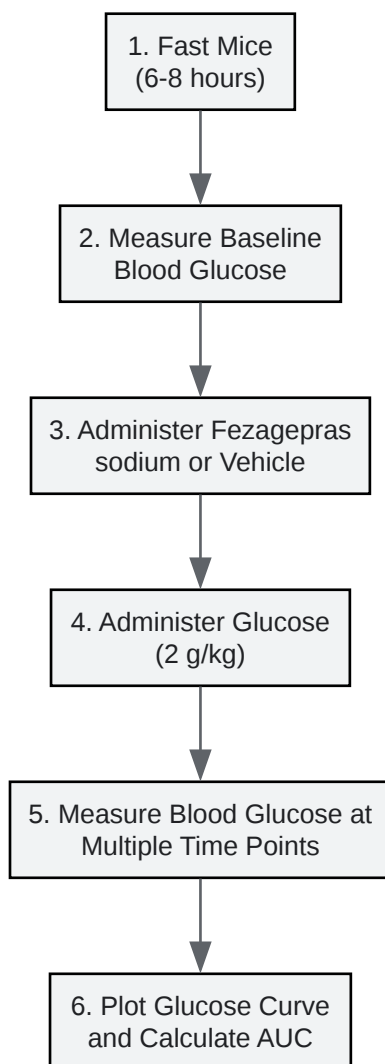 1. Fast Mice
(6-8 hours)
2. Measure Baseline
Blood Glucose
3. Administer Fezagepras
sodium or Vehicle
4. Administer Glucose
(2 g/kg)
5. Measure Blood Glucose at
Multiple Time Points
6. Plot Glucose Curve
and Calculate AUC